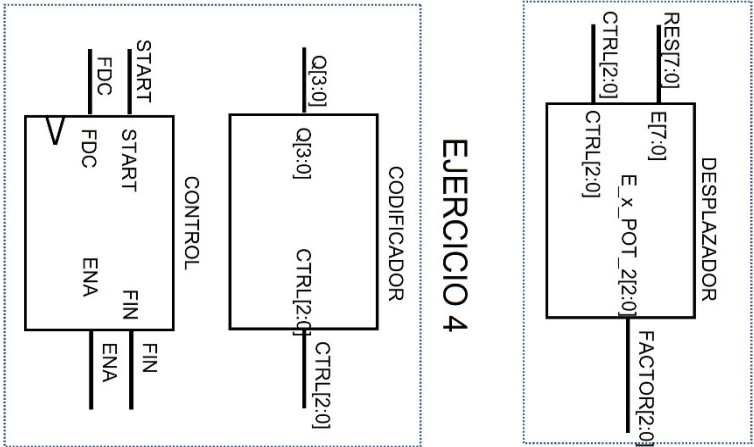 DESPLAZADOR
RES[7:0]
E[7:0]
FACTOR[2:0]
E_x_POT_2[2:0]
CTRL[2:0]
CTRL[2:0]
EJERCICIO 4
CODIFICADOR
Q[3:0] CTRL[2:0]
Q[3:0] CTRL[2:0]
CONTROL
START FIN
START FIN
FDC ENA
FDC ENA